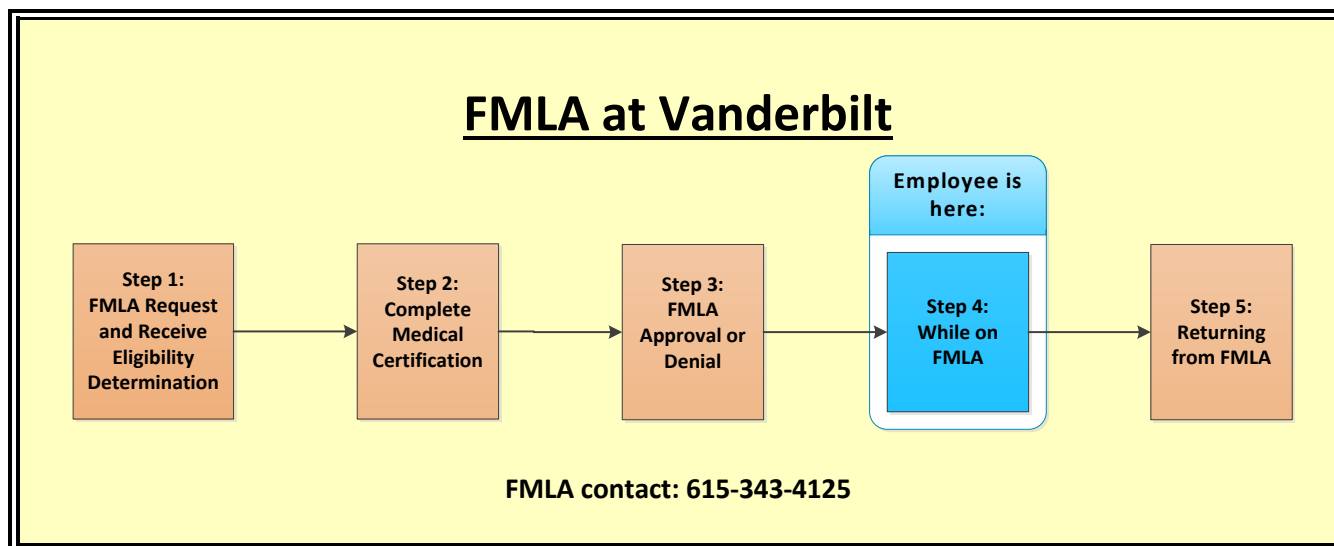 FMLA at Vanderbilt
Employee is
here:
Step 1:
FMLA Request
and Receive
Eligibility
Determination
Step 2:
Complete
Medical
Certification
Step 3:
FMLA
Approval or
Denial
Step 4:
While on
FMLA
Step 5:
Returning
from FMLA
FMLA contact: 615-343-4125